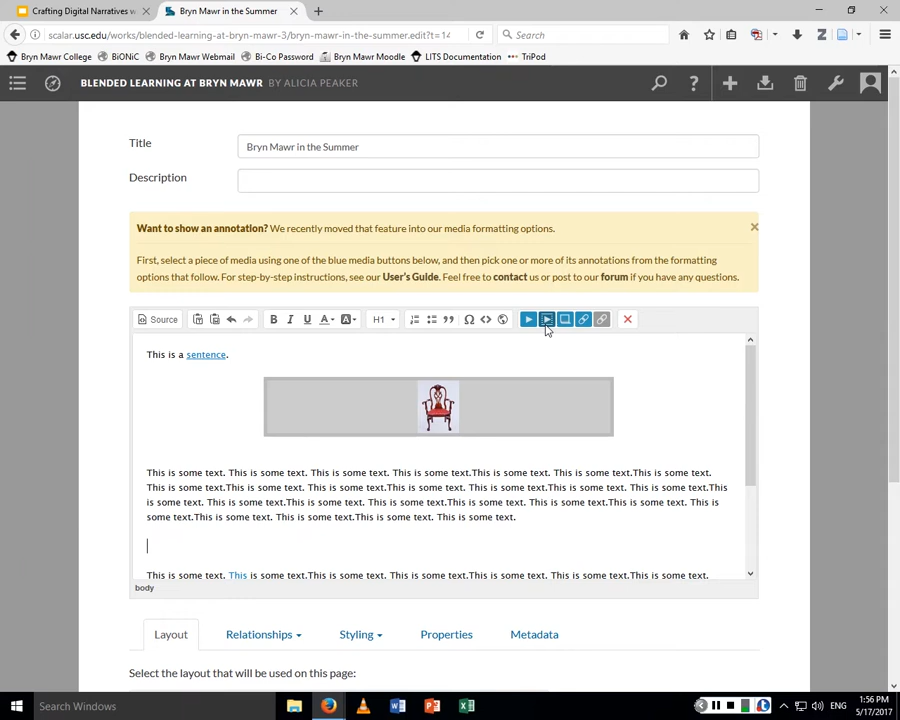 Crafting Digital Narratives w
Bryn Mawr in the Summer
scalar.usc.edu/works/blended-learning-at-bryn-mawr-3/bryn-mawr-in-the-summer.edit?t=14
Search
Bryn Mawr College
BiONiC
Bryn Mawr Webmail
Bi-Co Password
Bryn Mawr Moodle
LITS Documentation
TriPod
BLENDED LEARNING AT BRYN MAWR BY ALICIA PEAKER
Title
Bryn Mawr in the Summer
Description
Want to show an annotation? We recently moved that feature into our media formatting options.
First, select a piece of media using one of the blue media buttons below, and then pick one or more of its annotations from the formatting
options that follow. For step-by-step instructions, see our User's Guide. Feel free to contact us or post to our forum if you have any questions.
Source
B I U A A H1
This is a sentence.
This is some text. This is some text. This is some text. This is some text.This is some text. This is some text.This is some text.
This is some text.This is some text. This is some text.This is some text. This is some text.This is some text. This is some text.This
is some text. This is some text.This is some text. This is some text.This is some text. This is some text.This is some text. This is
some text.This is some text. This is some text.This is some text. This is some text.
This is some text. This is some text.This is some text. This is some text.This is some text. This is some text.This is some text.
body
Layout
Relationships
Styling
Properties
Metadata
Select the layout that will be used on this page:
Search Windows
ENG
1:56 PM
5/17/2017